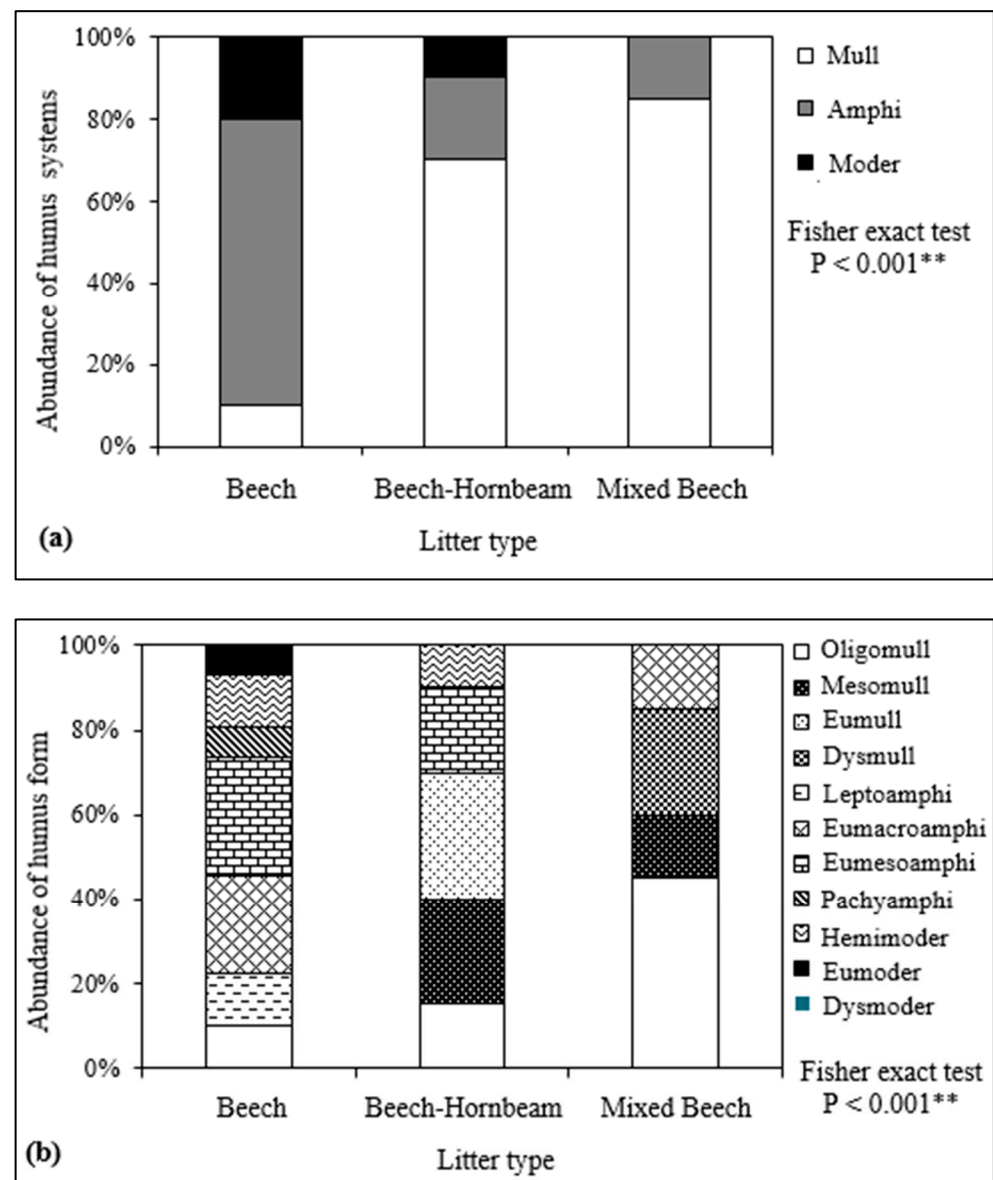 100%
80%
60%
40%
20%
0%
Abundance of humus systems
Beech
Beech-Hornbeam
Mixed Beech
Litter type
(a)
Mull
Amphi
Moder
Fisher exact test
P < 0.001**
100%
80%
60%
40%
20%
0%
Abundance of humus form
Beech
Beech-Hornbeam
Mixed Beech
Litter type
(b)
Oligomull
Mesomull
Eumull
Dysmull
Leptoamphi
Eumacroamphi
Eumesoamphi
Pachyamphi
Hemimoder
Eumoder
Dysmoder
Fisher exact test
P < 0.001**